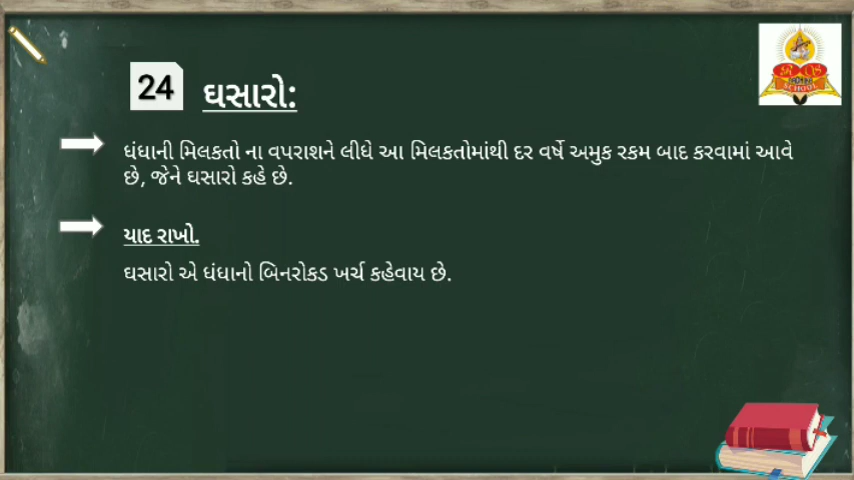 24 ઘસારો:
ધંધાની મિલકતો ના વપરાશને લીધે આ મિલકતોમાંથી દર વર્ષે અમુક રકમ બાદ કરવામાં આવે
છે, જેને ઘસારો કહે છે.
યાદ રાખો.
ઘસારો એ ધંધાનો બિનરોકડ ખર્ચ કહેવાય છે.
SCHOOL